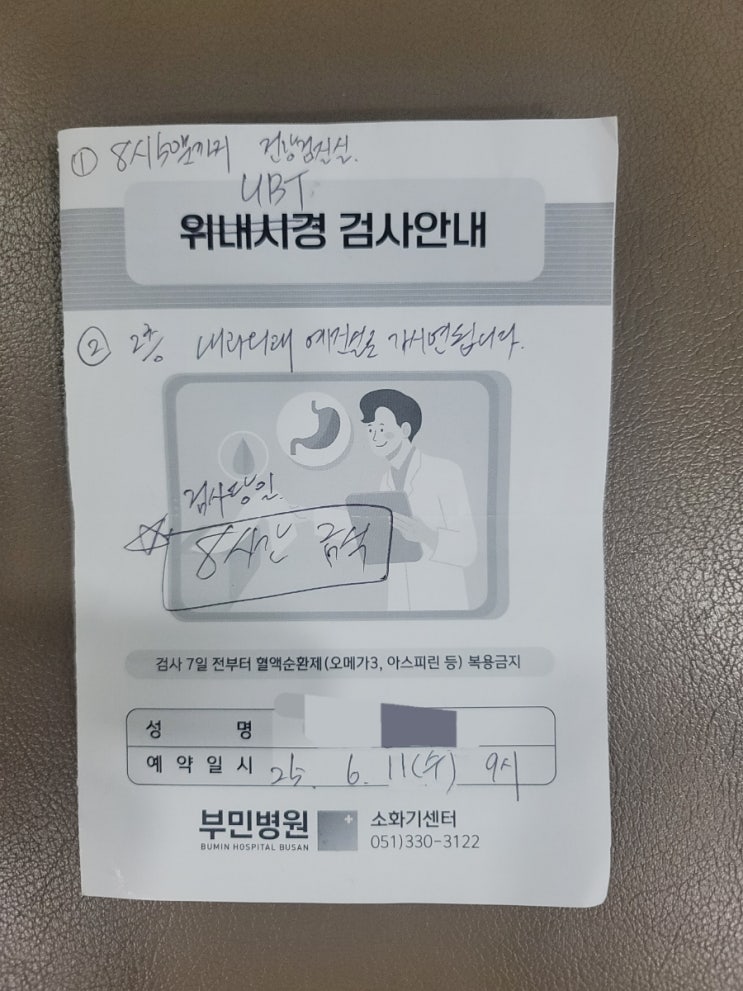 ① 8시 50분까지 건강검진실.
UBT
위내시경 검사안내
② 2층 내과외래 예진실로 가시면 됩니다.
검사당일.
☆ 8시간 금식
검사 7일 전부터 혈액순환제(오메가3, 아스피린 등) 복용금지
성 명
예 약 일 시 25. 6. 11(수) 9시
부민병원 소화기센터
BUMIN HOSPITAL BUSAN 051)330-3122